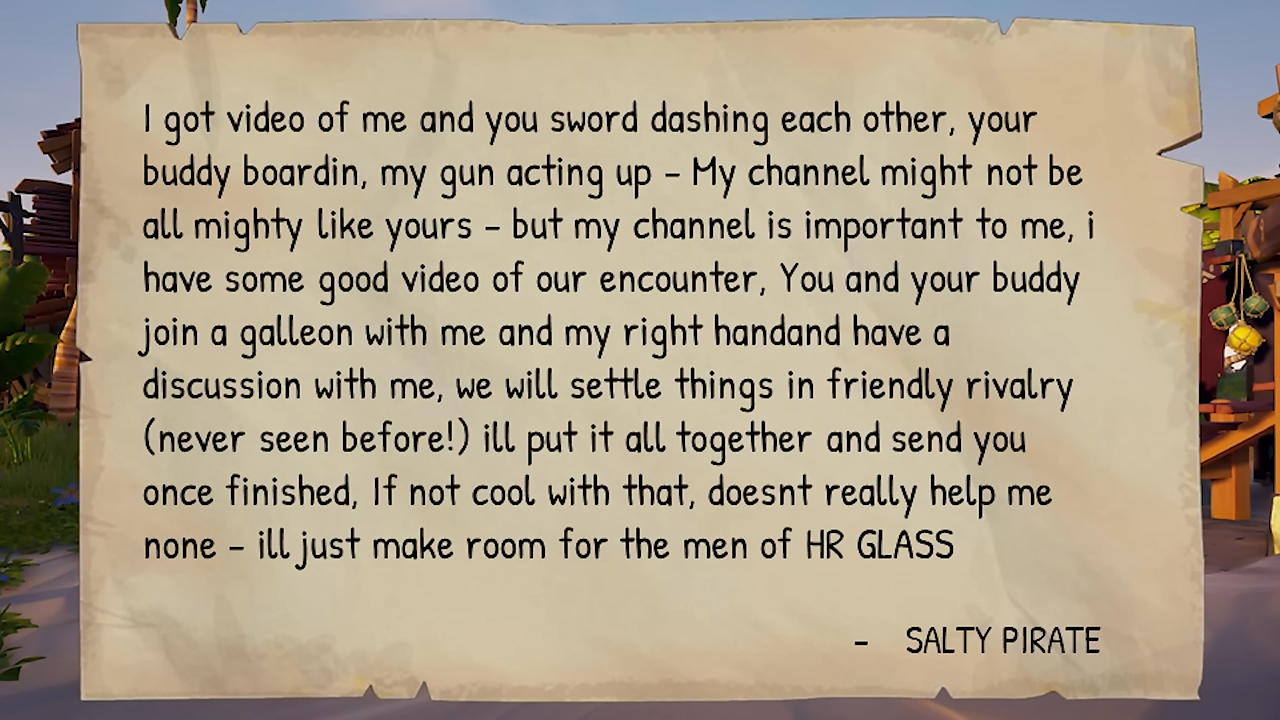 I got video of me and you sword dashing each other, your
buddy boardin, my gun acting up - My channel might not be
all mighty like yours - but my channel is important to me, i
have some good video of our encounter, You and your buddy
join a galleon with me and my right handand have a
discussion with me, we will settle things in friendly rivalry
(never seen before!) ill put it all together and send you
once finished, If not cool with that, doesnt really help me
none - ill just make room for the men of HR GLASS
- SALTY PIRATE